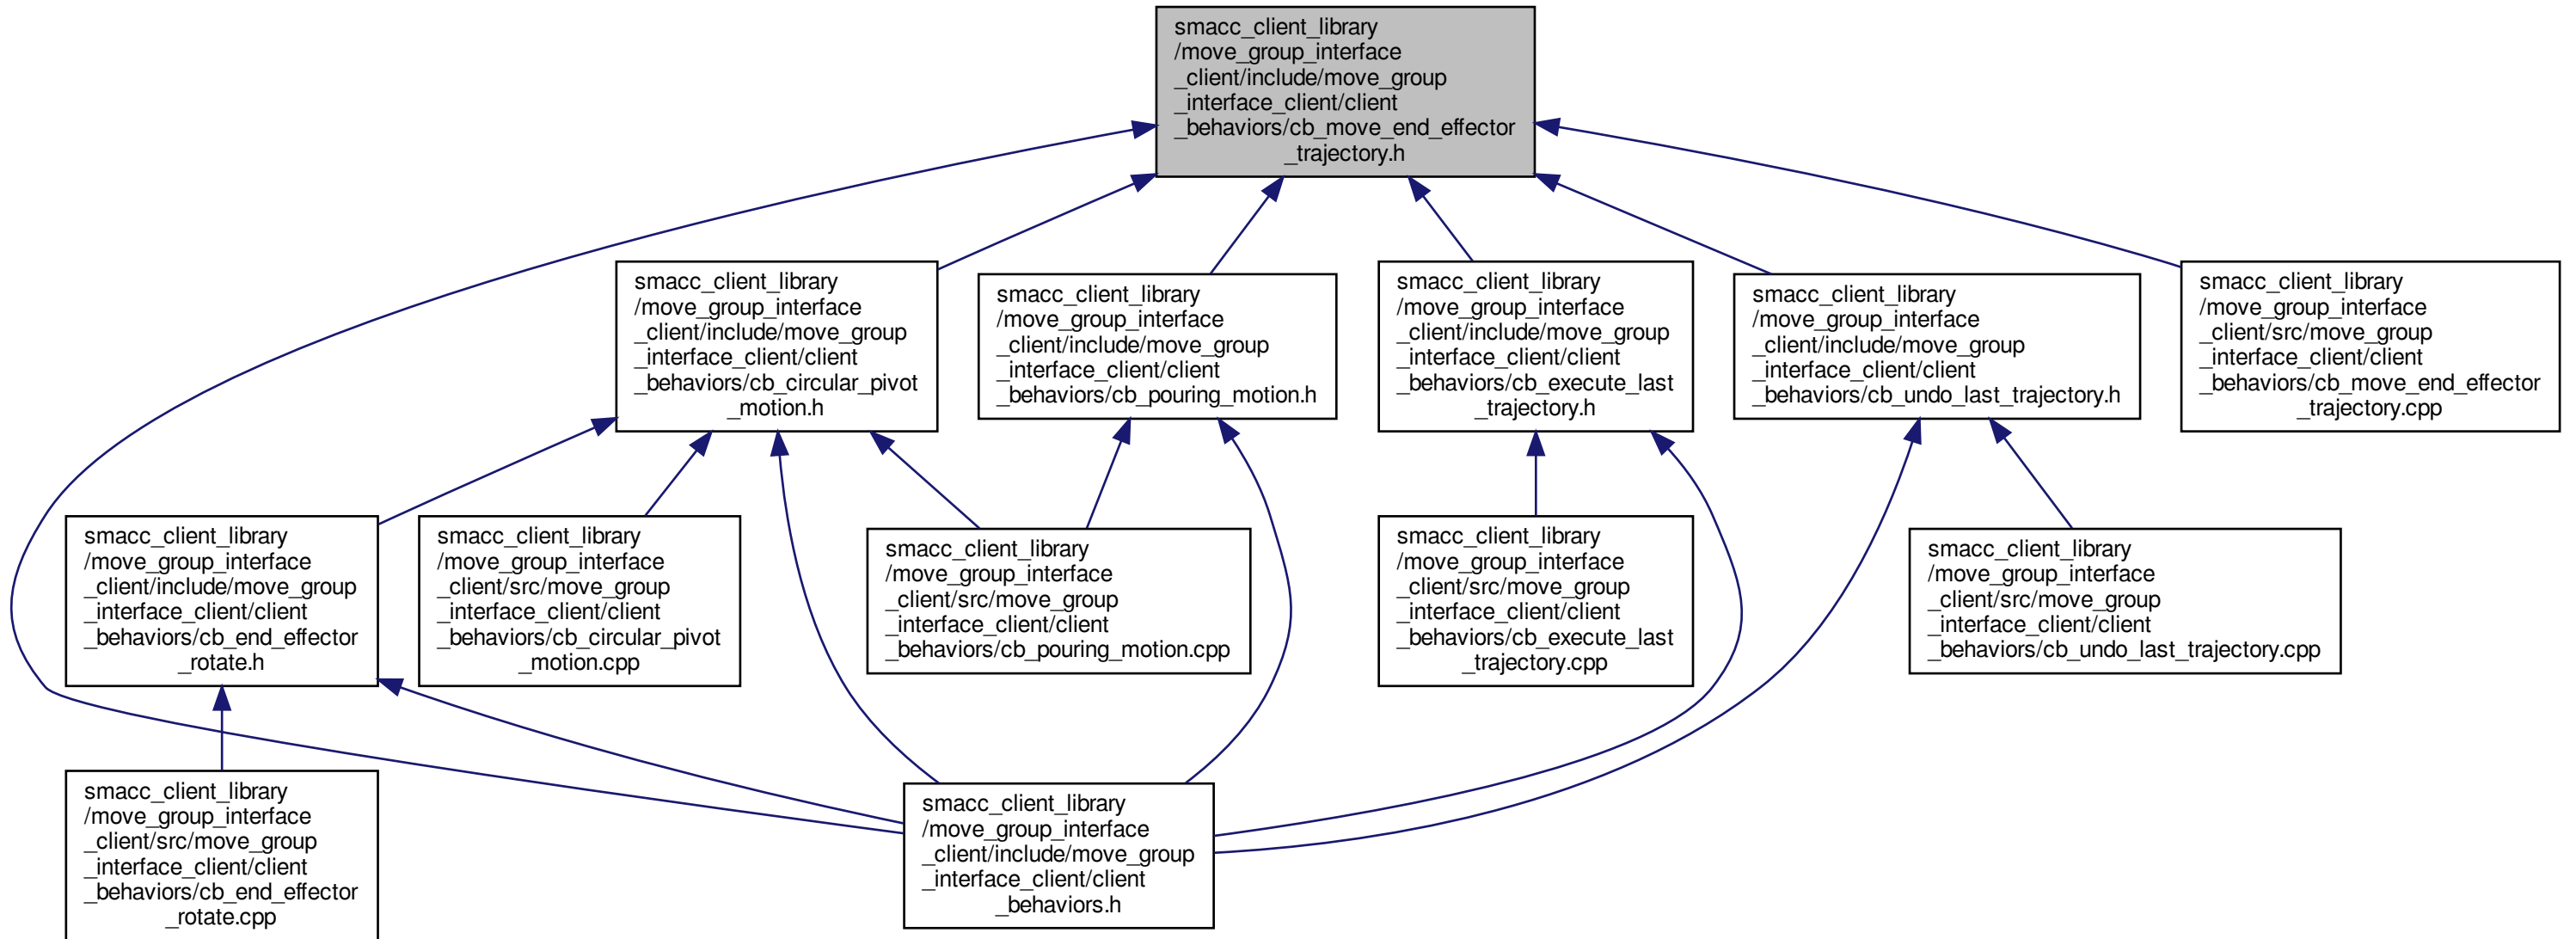 smacc_client_library
/move_group_interface
_client/include/move_group
_interface_client/client
_behaviors/cb_move_end_effector
_trajectory.h
smacc_client_library
/move_group_interface
_client/include/move_group
_interface_client/client
_behaviors/cb_circular_pivot
_motion.h
smacc_client_library
/move_group_interface
_client/include/move_group
_interface_client/client
_behaviors/cb_pouring_motion.h
smacc_client_library
/move_group_interface
_client/include/move_group
_interface_client/client
_behaviors/cb_execute_last
_trajectory.h
smacc_client_library
/move_group_interface
_client/include/move_group
_interface_client/client
_behaviors/cb_undo_last_trajectory.h
smacc_client_library
/move_group_interface
_client/src/move_group
_interface_client/client
_behaviors/cb_move_end_effector
_trajectory.cpp
smacc_client_library
/move_group_interface
_client/include/move_group
_interface_client/client
_behaviors/cb_end_effector
_rotate.h
smacc_client_library
/move_group_interface
_client/src/move_group
_interface_client/client
_behaviors/cb_circular_pivot
_motion.cpp
smacc_client_library
/move_group_interface
_client/src/move_group
_interface_client/client
_behaviors/cb_pouring_motion.cpp
smacc_client_library
/move_group_interface
_client/src/move_group
_interface_client/client
_behaviors/cb_execute_last
_trajectory.cpp
smacc_client_library
/move_group_interface
_client/src/move_group
_interface_client/client
_behaviors/cb_undo_last_trajectory.cpp
smacc_client_library
/move_group_interface
_client/src/move_group
_interface_client/client
_behaviors/cb_end_effector
_rotate.cpp
smacc_client_library
/move_group_interface
_client/include/move_group
_interface_client/client
_behaviors.h